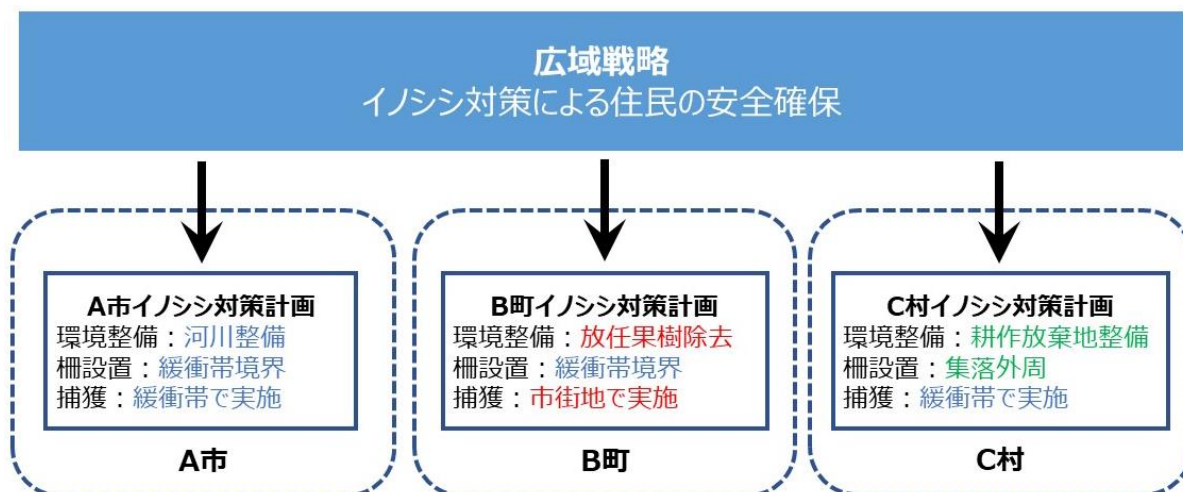 広域戦略
イノシシ対策による住民の安全確保
A市イノシシ対策計画
環境整備：河川整備
柵設置：緩衝帯境界
捕獲：緩衝帯で実施
A市
B町イノシシ対策計画
環境整備：放任果樹除去
柵設置：緩衝帯境界
捕獲：市街地で実施
B町
C村イノシシ対策計画
環境整備：耕作放棄地整備
柵設置：集落外周
捕獲：緩衝帯で実施
C村